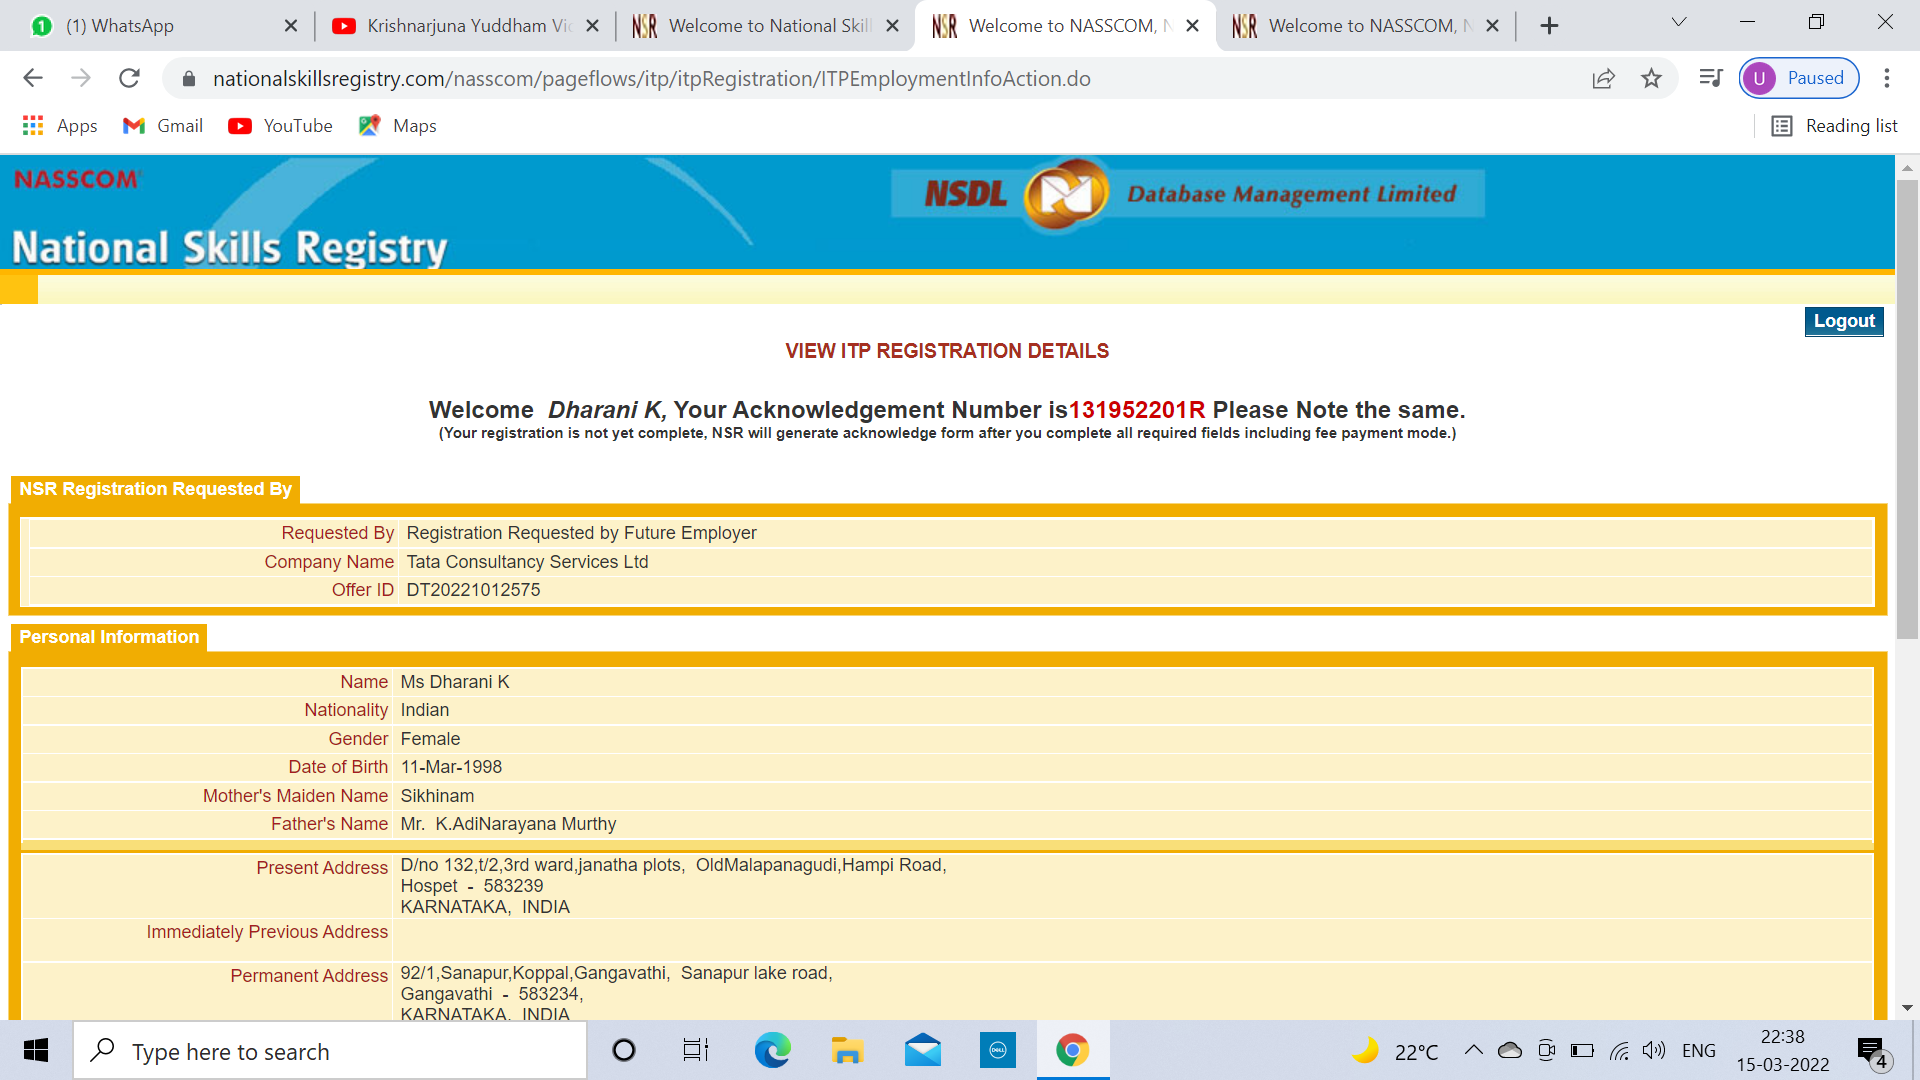 (1) WhatsApp
Krishnarjuna Yuddham Vic
Welcome to National Skill
Welcome to NASSCOM, N
Welcome to NASSCOM, N
nationalskillsregistry.com/nasscom/pageflows/itp/itpRegistration/ITPEmploymentInfoAction.do
U Paused
Apps Gmail YouTube Maps Reading list
NASSCOM
NSDL Database Management Limited
National Skills Registry
Logout
VIEW ITP REGISTRATION DETAILS
Welcome Dharani K, Your Acknowledgement Number is131952201R Please Note the same.
(Your registration is not yet complete, NSR will generate acknowledge form after you complete all required fields including fee payment mode.)
NSR Registration Requested By
Requested By Registration Requested by Future Employer
Company Name Tata Consultancy Services Ltd
Offer ID DT20221012575
Personal Information
Name Ms Dharani K
Nationality Indian
Gender Female
Date of Birth 11-Mar-1998
Mother's Maiden Name Sikhinam
Father's Name Mr. K.AdiNarayana Murthy
Present Address D/no 132,t/2,3rd ward,janatha plots, OldMalapanagudi,Hampi Road,
Hospet - 583239
KARNATAKA, INDIA
Immediately Previous Address
Permanent Address 92/1,Sanapur,Koppal,Gangavathi, Sanapur lake road,
Gangavathi - 583234,
KARNATAKA, INDIA
Type here to search
22°C
ENG
22:38
15-03-2022
4